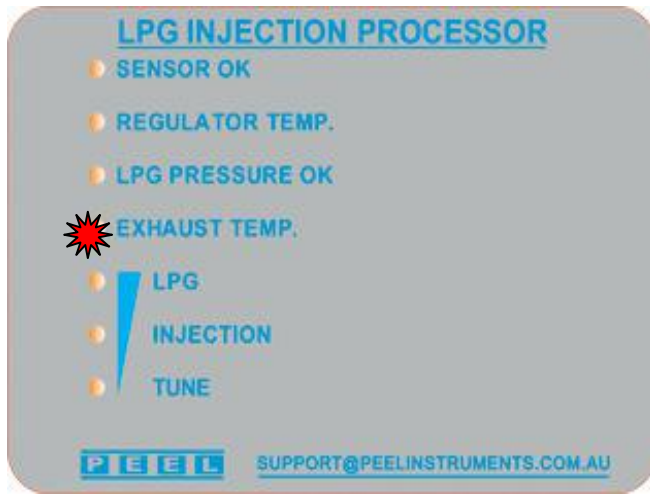 LPG INJECTION PROCESSOR
SENSOR OK
REGULATOR TEMP.
LPG PRESSURE OK
EXHAUST TEMP.
LPG
INJECTION
TUNE
PEEL SUPPORT@PEELINSTRUMENTS.COM.AU